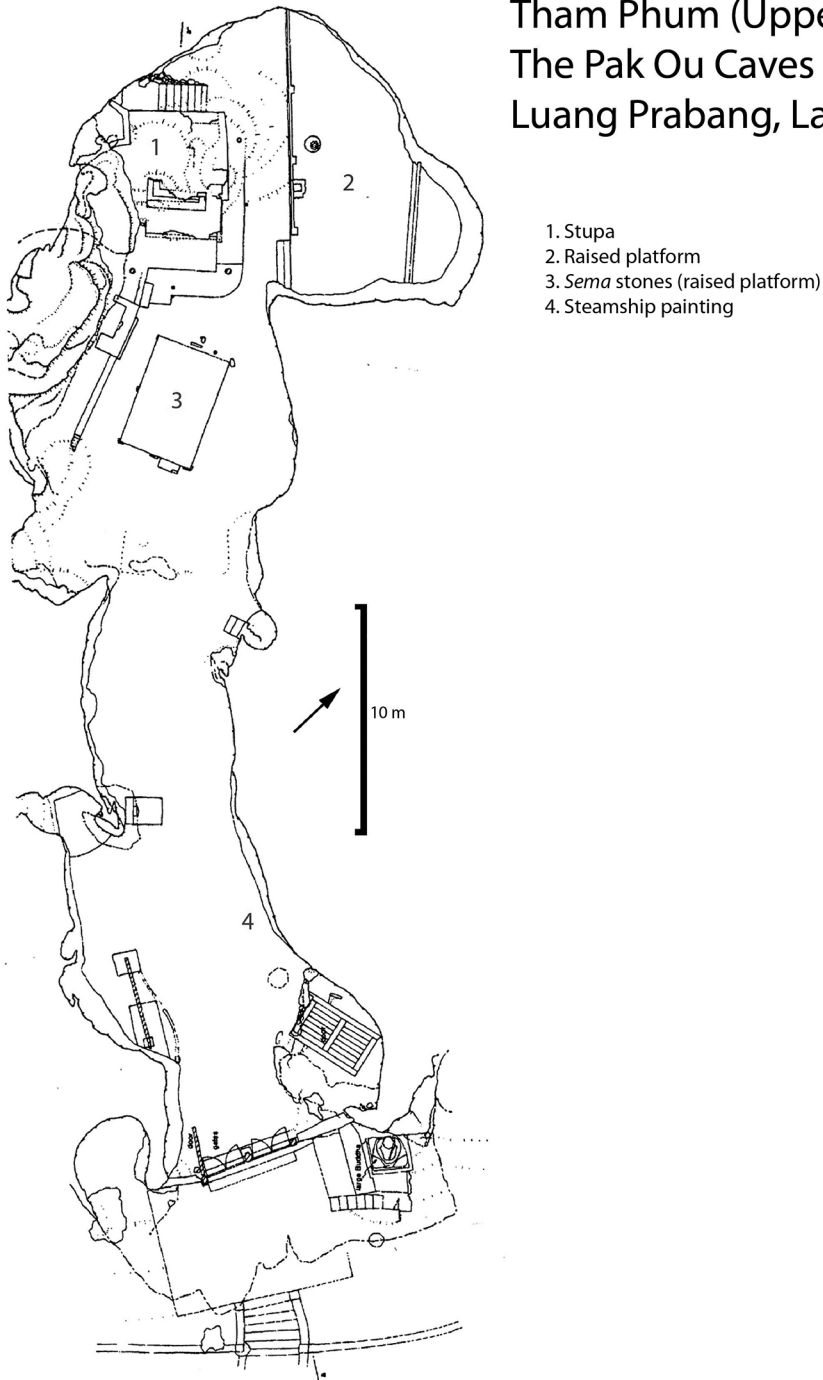 Tham Phum (Uppe
The Pak Ou Caves
Luang Prabang, La
1. Stupa
2. Raised platform
3. Sema stones (raised platform)
4. Steamship painting
1
2
3
10 m
4
door
gates
large Buddha